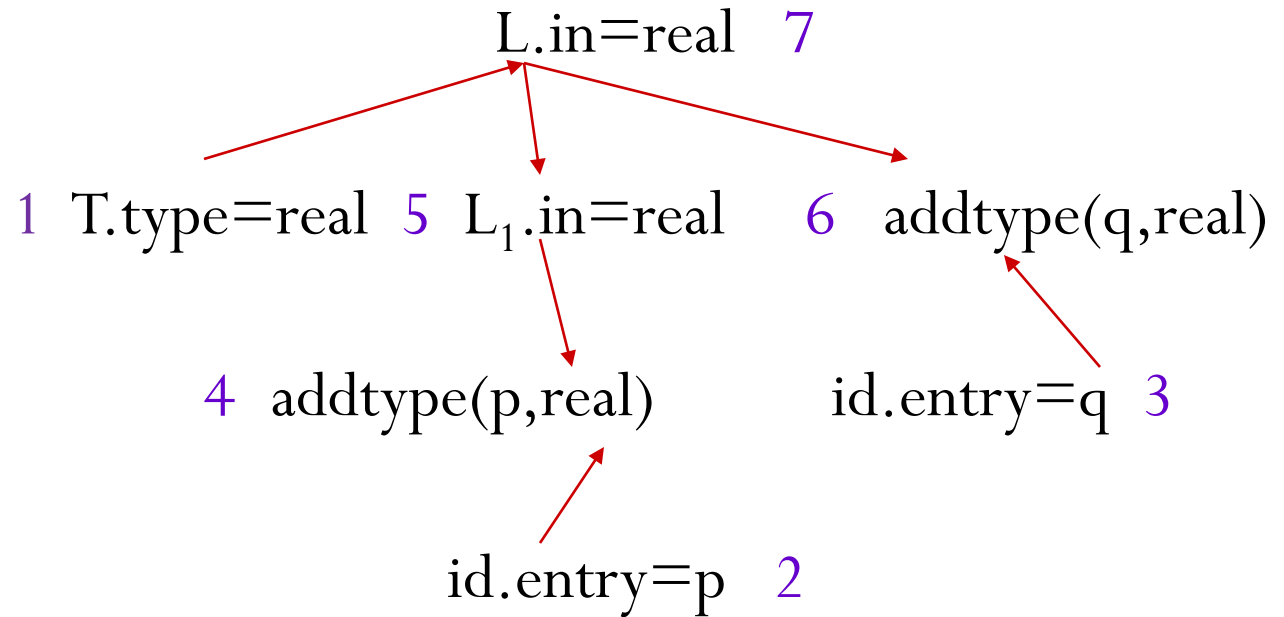 L.in=real 7
1 T.type=real 5 L₁.in=real 6 addtype(q,real)
4 addtype(p,real) id.entry=q 3
id.entry=p 2